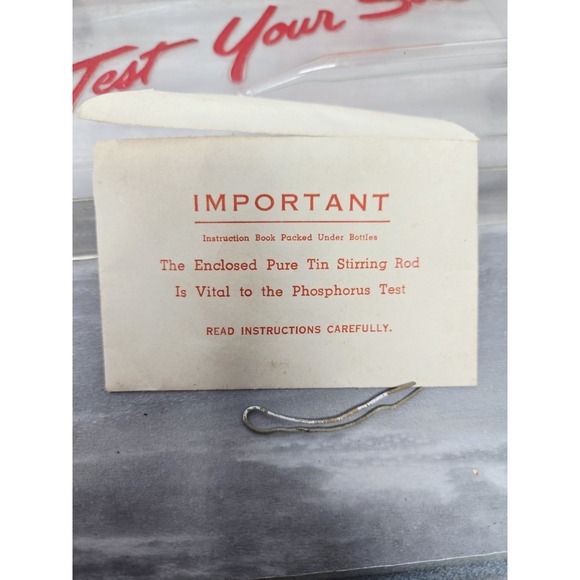 Test Your
IMPORTANT
Instruction Book Packed Under Bottles
The Enclosed Pure Tin Stirring Rod
Is Vital to the Phosphorus Test
READ INSTRUCTIONS CAREFULLY.